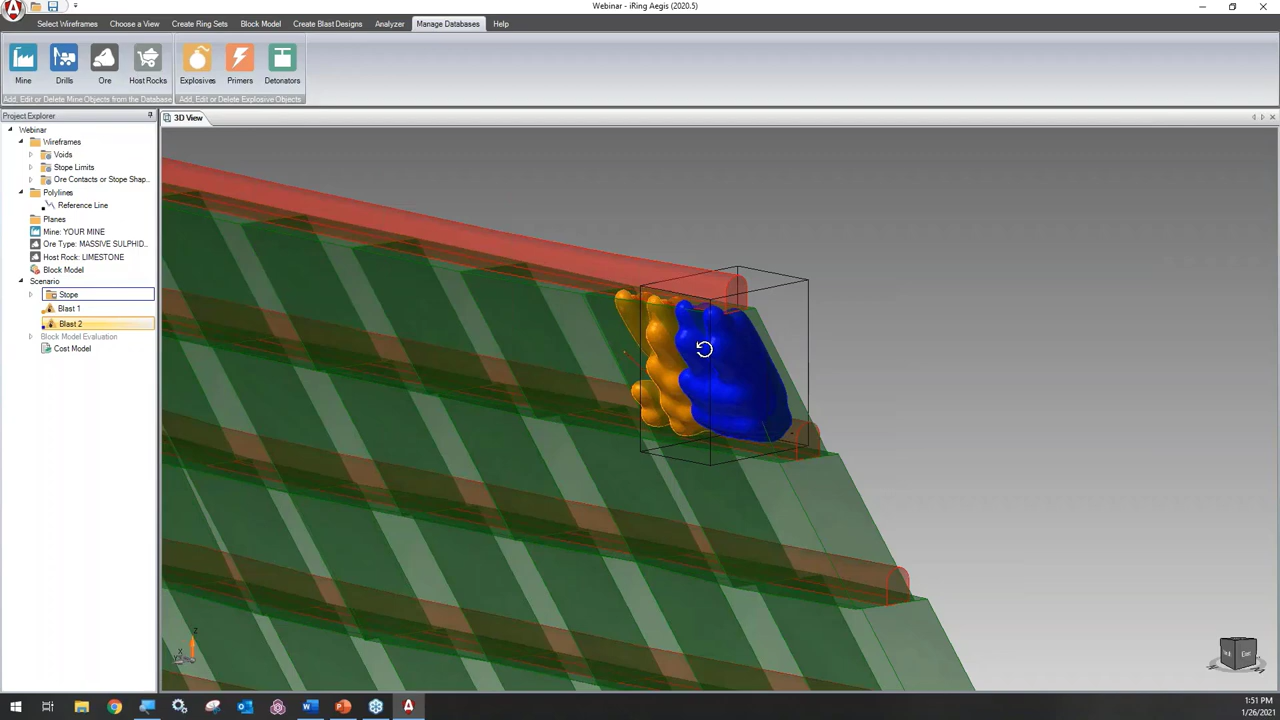 Webinar - iRing Aegis (2020.5)
Select Wireframes Choose a View Create Ring Sets Block Model Create Blast Designs Analyzer Manage Databases Help
Mine Drills Ore Host Rocks Explosives Primers Detonators
Add, Edit or Delete Mine Objects from the Database Add, Edit or Delete Explosive Objects
Project Explorer
3D View
Webinar
Wireframes
Voids
Stope Limits
Ore Contacts or Stope Shap...
Polylines
Reference Line
Planes
Mine: YOUR MINE
Ore Type: MASSIVE SULPHID...
Host Rock: LIMESTONE
Block Model
Scenario
Stope
Blast 1
Blast 2
Block Model Evaluation
Cost Model
Z
X
Y
East
1:51 PM
1/26/2021